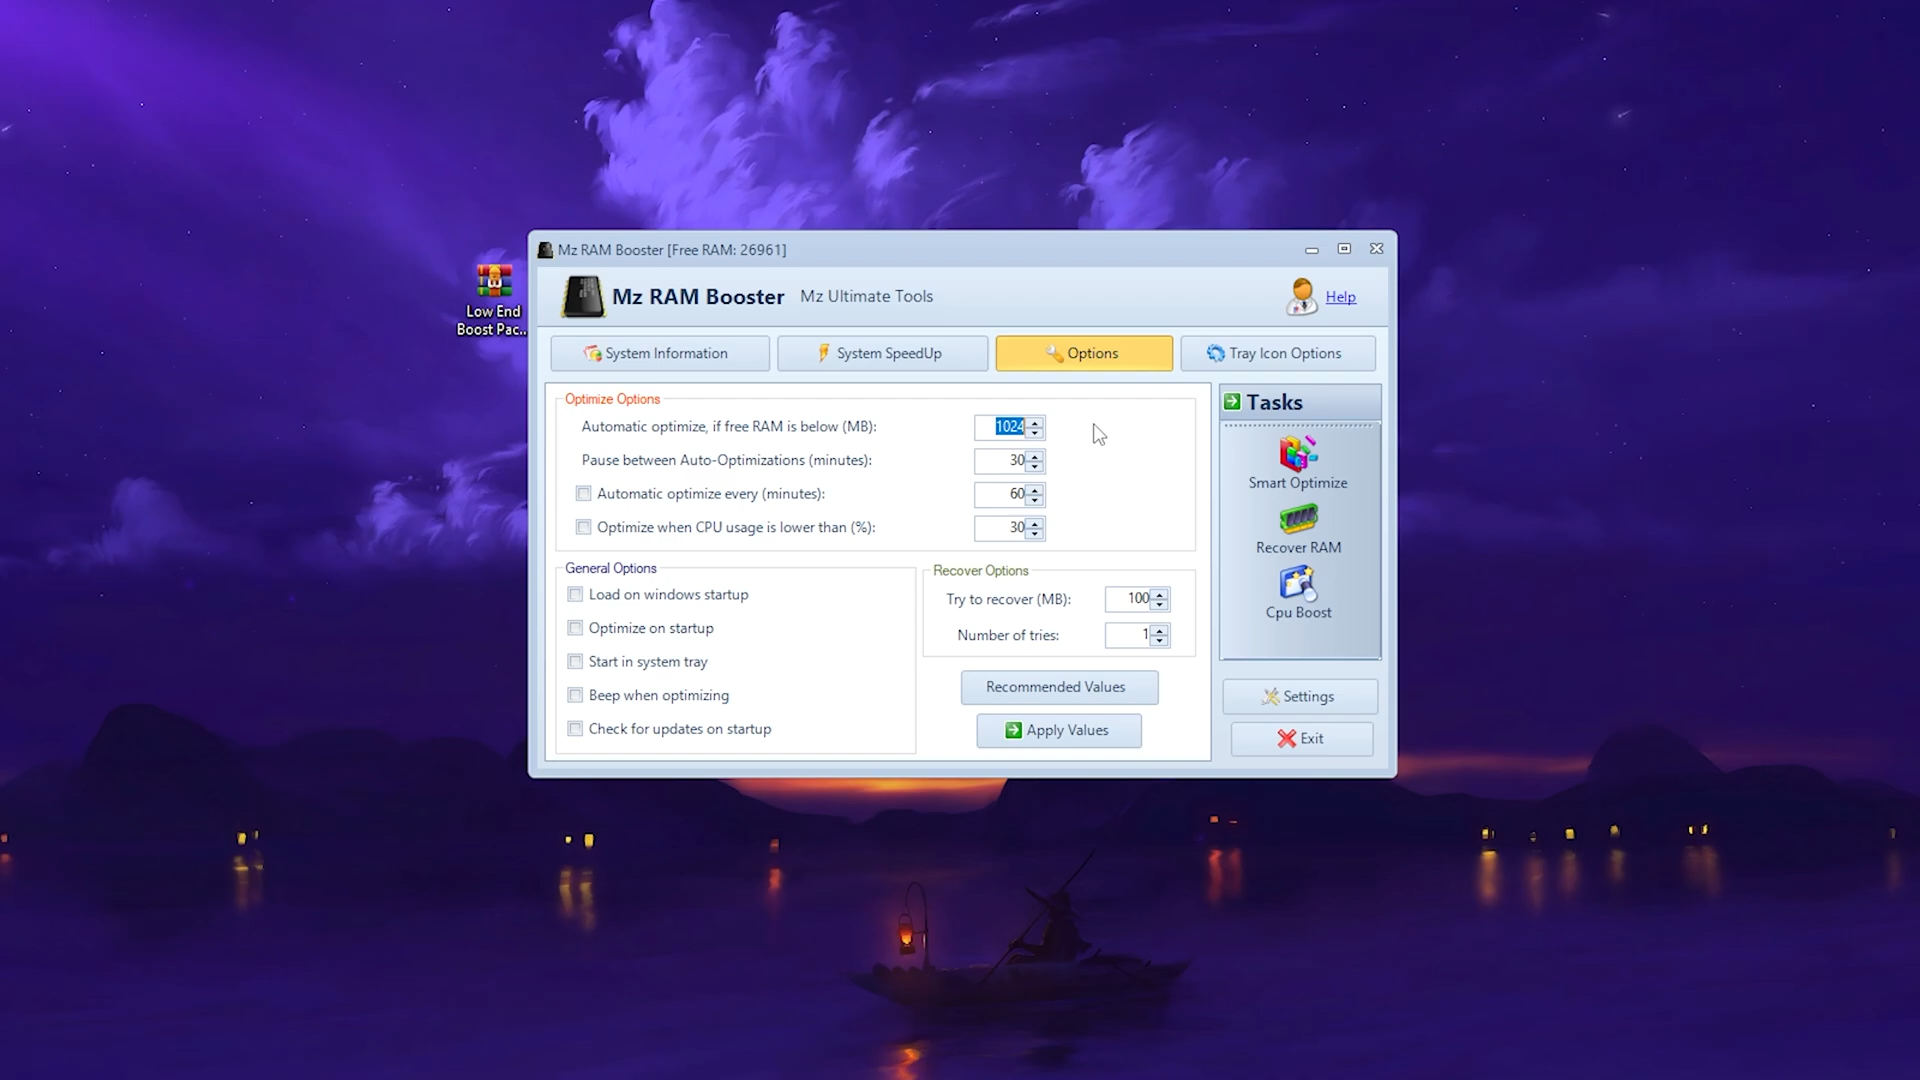 Low End
Boost Pac...
Mz RAM Booster [Free RAM: 26961]
Mz RAM Booster Mz Ultimate Tools
Help
System Information
System SpeedUp
Options
Tray Icon Options
Optimize Options
Automatic optimize, if free RAM is below (MB): 1024
Pause between Auto-Optimizations (minutes): 30
Automatic optimize every (minutes): 60
Optimize when CPU usage is lower than (%): 30
General Options
Load on windows startup
Optimize on startup
Start in system tray
Beep when optimizing
Check for updates on startup
Recover Options
Try to recover (MB): 100
Number of tries: 1
Recommended Values
Apply Values
Tasks
Smart Optimize
Recover RAM
Cpu Boost
Settings
Exit